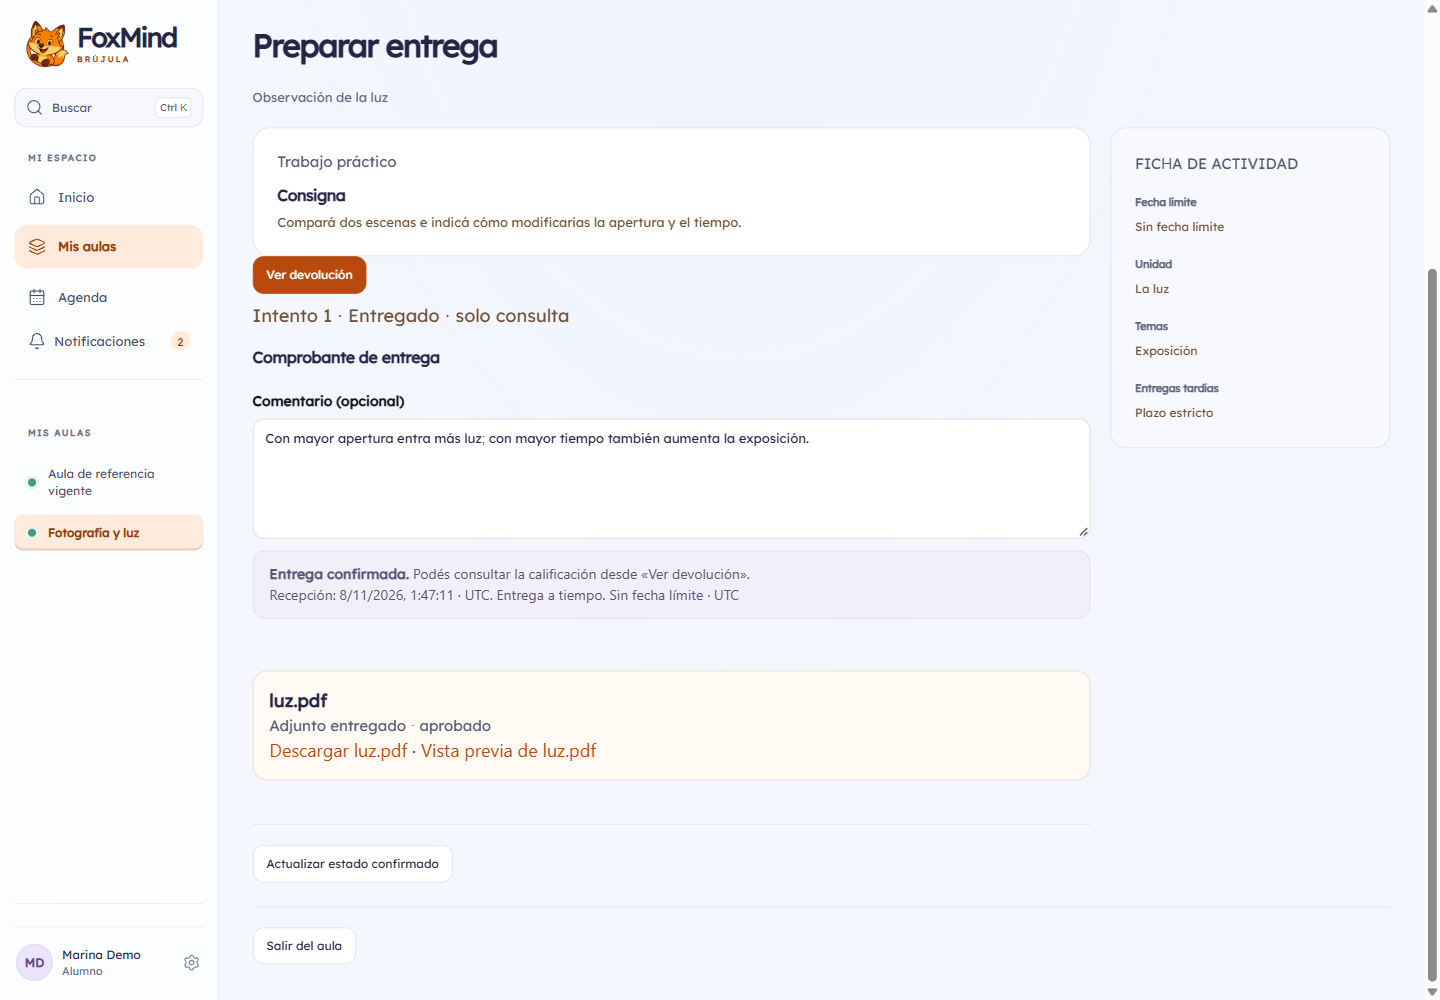 FoxMind
BRÚJULA
Buscar
Ctrl K
MI ESPACIO
Inicio
Mis aulas
Agenda
Notificaciones
2
MIS AULAS
Aula de referencia
vigente
Fotografía y luz
MD
Marina Demo
Alumno
Preparar entrega
Observación de la luz
Trabajo práctico
Consigna
Compará dos escenas e indicá cómo modificarías la apertura y el tiempo.
Ver devolución
Intento 1 · Entregado · solo consulta
Comprobante de entrega
Comentario (opcional)
Con mayor apertura entra más luz; con mayor tiempo también aumenta la exposición.
Entrega confirmada. Podés consultar la calificación desde «Ver devolución».
Recepción: 8/11/2026, 1:47:11 · UTC. Entrega a tiempo. Sin fecha límite · UTC
luz.pdf
Adjunto entregado · aprobado
Descargar luz.pdf · Vista previa de luz.pdf
Actualizar estado confirmado
Salir del aula
FICHA DE ACTIVIDAD
Fecha límite
Sin fecha límite
Unidad
La luz
Temas
Exposición
Entregas tardías
Plazo estricto